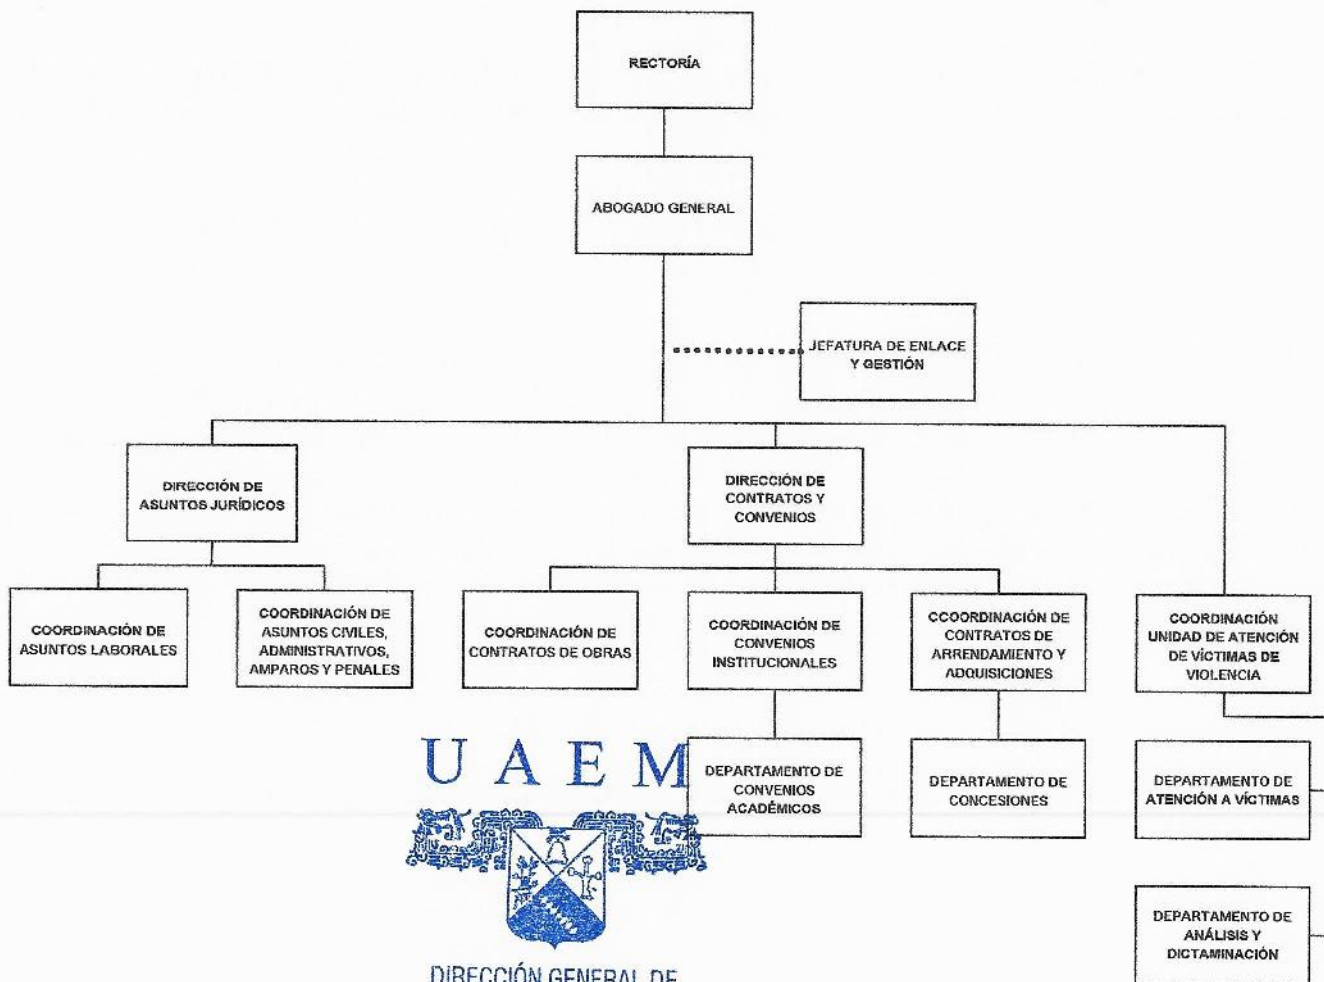 RECTORÍA
ABOGADO GENERAL
JEFATURA DE ENLACE
Y GESTIÓN
DIRECCIÓN DE
ASUNTOS JURÍDICOS
DIRECCIÓN DE
CONTRATOS Y
CONVENIOS
COORDINACIÓN DE
ASUNTOS LABORALES
COORDINACIÓN DE
ASUNTOS CIVILES,
ADMINISTRATIVOS,
AMPAROS Y PENALES
COORDINACIÓN DE
CONTRATOS DE OBRAS
COORDINACIÓN DE
CONVENIOS
INSTITUCIONALES
CCOORDINACIÓN DE
CONTRATOS DE
ARRENDAMIENTO Y
ADQUISICIONES
COORDINACIÓN
UNIDAD DE ATENCIÓN
DE VÍCTIMAS DE
VIOLENCIA
UAEM
DEPARTAMENTO DE
CONVENIOS
ACADÉMICOS
DEPARTAMENTO DE
CONCESIONES
DEPARTAMENTO DE
ATENCIÓN A VÍCTIMAS
DEPARTAMENTO DE
ANÁLISIS Y
DICTAMINACIÓN
DIRECCIÓN GENERAL DE